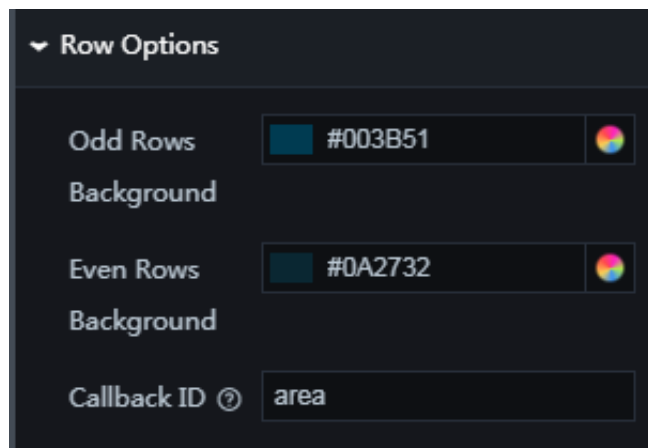 Row Options
Odd Rows
Background
#003B51
Even Rows
Background
#0A2732
Callback ID
area